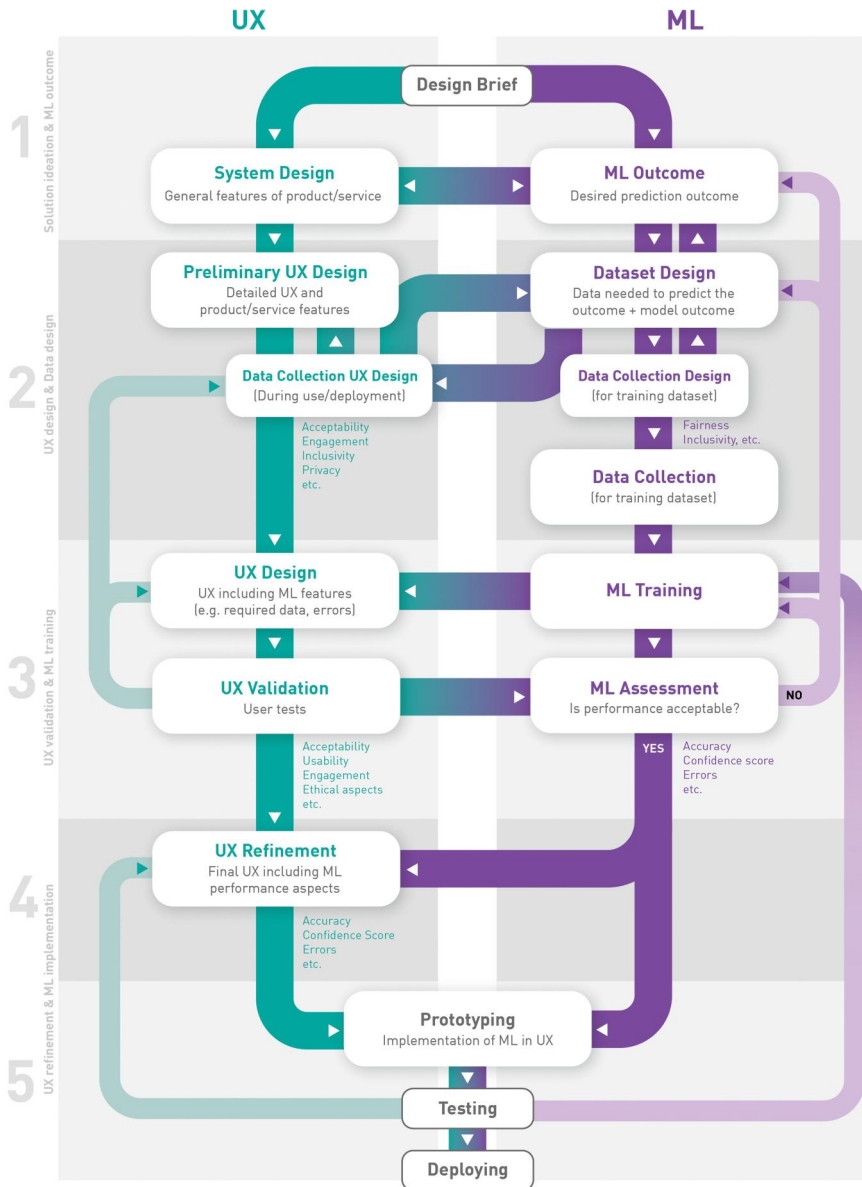 UX
ML
1
Solution ideation & ML outcome
Design Brief
System Design
General features of product/service
ML Outcome
Desired prediction outcome
2
UX design & Data design
Preliminary UX Design
Detailed UX and
product/service features
Dataset Design
Data needed to predict the
outcome + model outcome
Data Collection UX Design
(During use/deployment)
Data Collection Design
(for training dataset)
Acceptability
Engagement
Inclusivity
Privacy
etc.
Fairness
Inclusivity, etc.
Data Collection
(for training dataset)
3
UX validation & ML training
UX Design
UX including ML features
(e.g. required data, errors)
ML Training
UX Validation
User tests
ML Assessment
Is performance acceptable?
NO
YES
Acceptability
Usability
Engagement
Ethical aspects
etc.
Accuracy
Confidence score
Errors
etc.
4
UX refinement & ML implementation
UX Refinement
Final UX including ML
performance aspects
Accuracy
Confidence Score
Errors
etc.
5
Prototyping
Implementation of ML in UX
Testing
Deploying